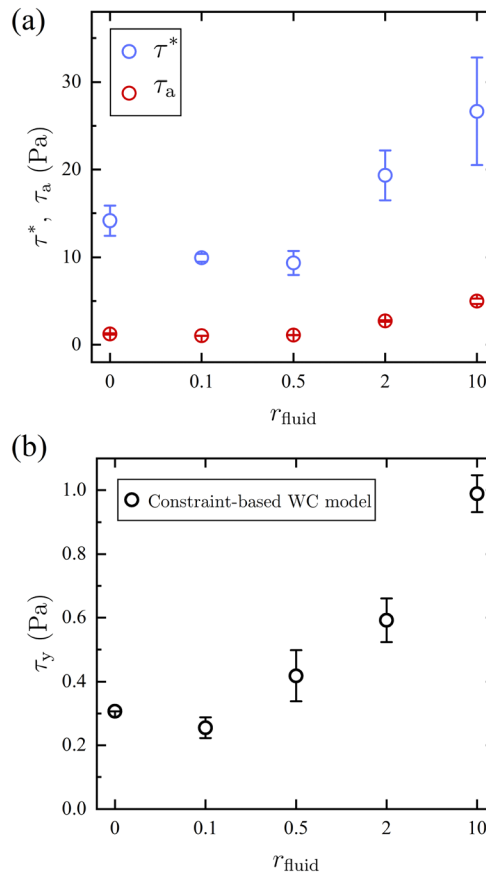 (a)
τ*
τa
30
20
10
0
τ*, τa (Pa)
0 0.1 0.5 2 10
rfluid
(b)
Constraint-based WC model
1.0
0.8
0.6
0.4
0.2
0.0
τy (Pa)
0 0.1 0.5 2 10
rfluid